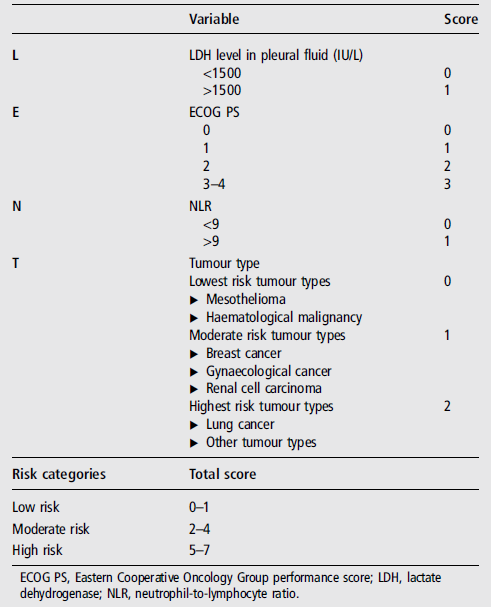 Variable Score
L LDH level in pleural fluid (IU/L)
<1500 0
>1500 1
E ECOG PS
0 0
1 1
2 2
3–4 3
N NLR
<9 0
>9 1
T Tumour type
Lowest risk tumour types 0
► Mesothelioma
► Haematological malignancy
Moderate risk tumour types 1
► Breast cancer
► Gynaecological cancer
► Renal cell carcinoma
Highest risk tumour types 2
► Lung cancer
► Other tumour types
Risk categories Total score
Low risk 0–1
Moderate risk 2–4
High risk 5–7
ECOG PS, Eastern Cooperative Oncology Group performance score; LDH, lactate
dehydrogenase; NLR, neutrophil-to-lymphocyte ratio.